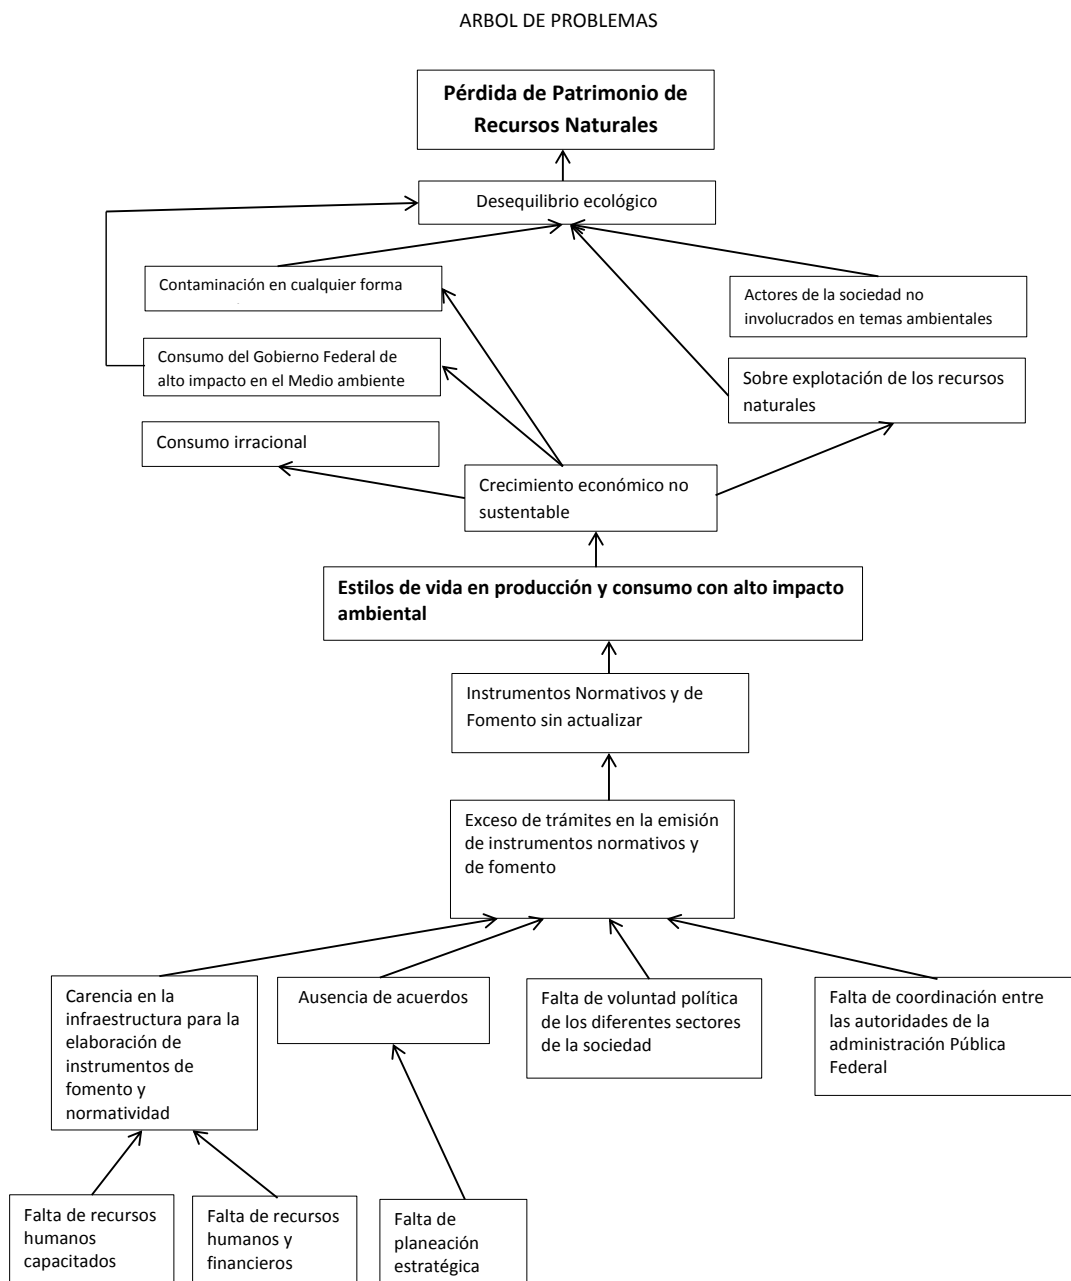 ARBOL DE PROBLEMAS
Pérdida de Patrimonio de
Recursos Naturales
Desequilibrio ecológico
Contaminación en cualquier forma
Actores de la sociedad no
involucrados en temas ambientales
Consumo del Gobierno Federal de
alto impacto en el Medio ambiente
Sobre explotación de los recursos
naturales
Consumo irracional
Crecimiento económico no
sustentable
Estilos de vida en producción y consumo con alto impacto
ambiental
Instrumentos Normativos y de
Fomento sin actualizar
Exceso de trámites en la emisión
de instrumentos normativos y
de fomento
Carencia en la
infraestructura para la
elaboración de
instrumentos de
fomento y
normatividad
Ausencia de acuerdos
Falta de voluntad política
de los diferentes sectores
de la sociedad
Falta de coordinación entre
las autoridades de la
administración Pública
Federal
Falta de recursos
humanos
capacitados
Falta de recursos
humanos y
financieros
Falta de
planeación
estratégica